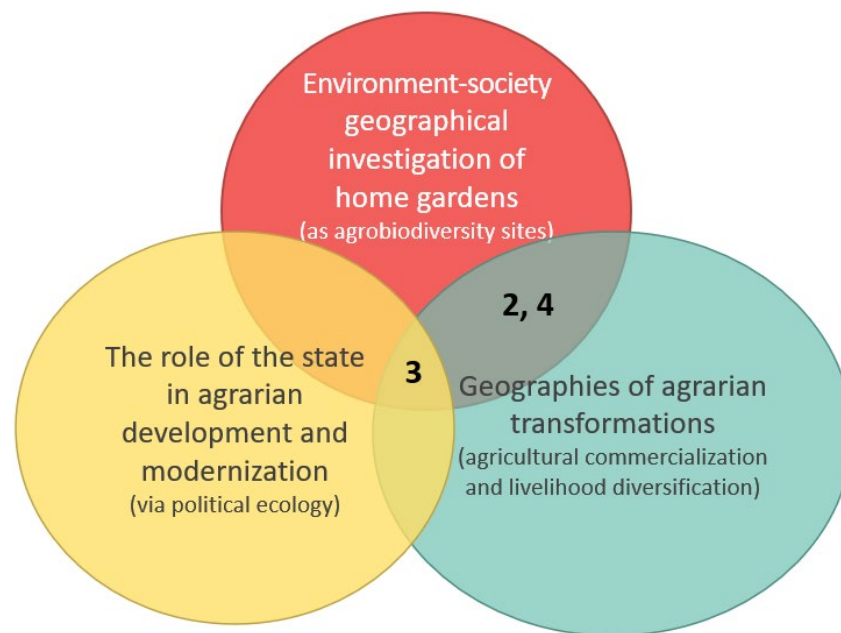 Environment-society
geographical
investigation of
home gardens
(as agrobiodiversity sites)
2, 4
3
The role of the state
in agrarian
development and
modernization
(via political ecology)
Geographies of agrarian
transformations
(agricultural commercialization
and livelihood diversification)